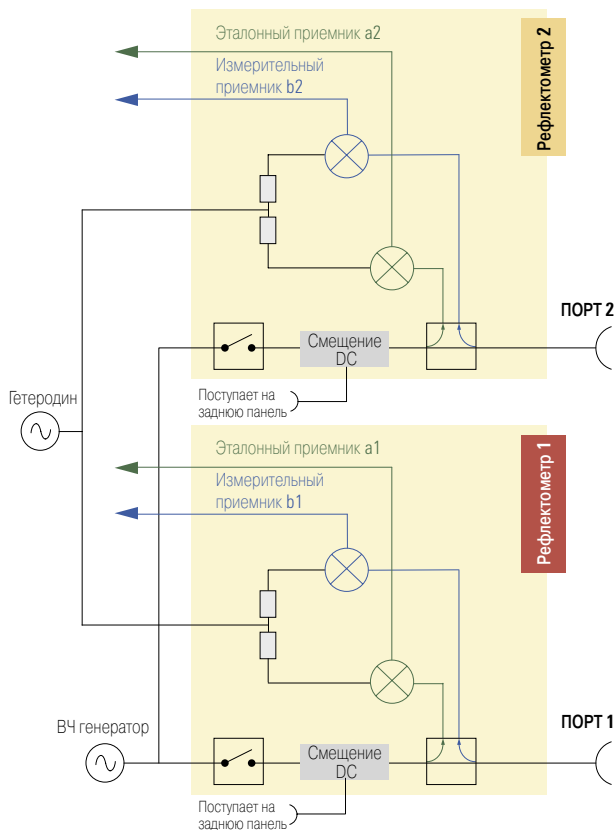 Эталонный приемник a2
Измерительный
приемник b2
Рефлектометр 2
ПОРТ 2
Смещение
DC
Поступает на
заднюю панель
Гетеродин
Эталонный приемник a1
Измерительный
приемник b1
Рефлектометр 1
ВЧ генератор
ПОРТ 1
Смещение
DC
Поступает на
заднюю панель